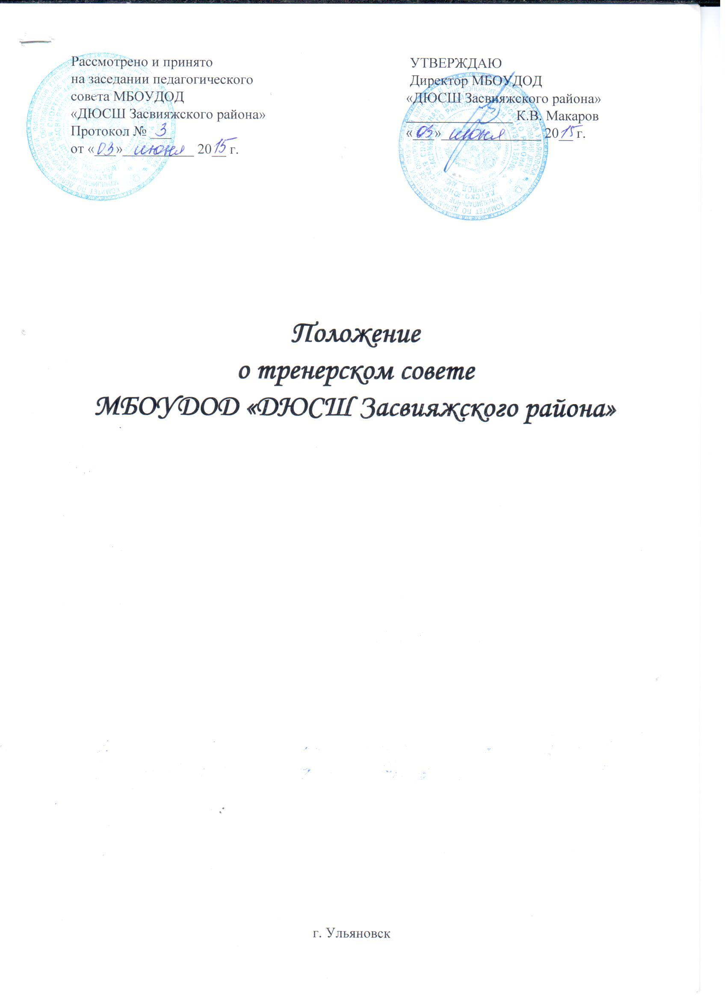 Рассмотрено и принято
на заседании педагогического
совета МБОУДОД
«ДЮСШ Засвияжского района»
Протокол № 3
от «03» июня 2015 г.
УТВЕРЖДАЮ
Директор МБОУДОД
«ДЮСШ Засвияжского района»
К.В. Макаров
«03» июня 2015 г.
Положение
о тренерском совете
МБОУДОД «ДЮСШ Засвияжского района»
г. Ульяновск